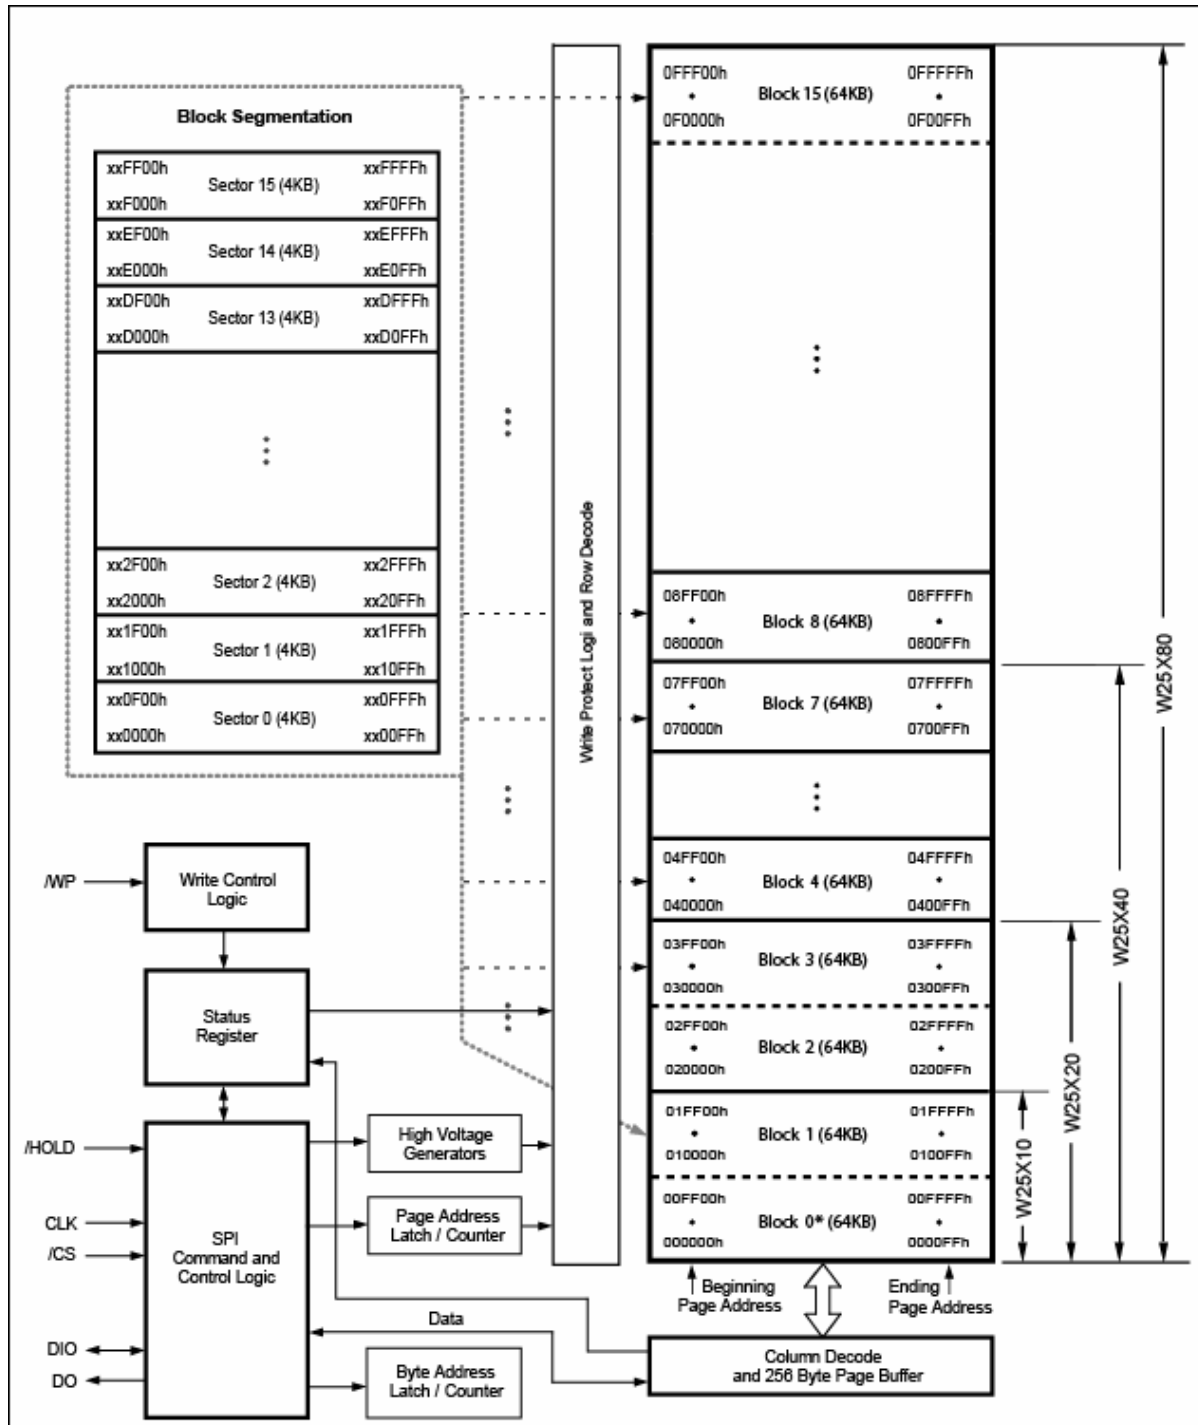 Block Segmentation
xxFF00h xxFFFFh
Sector 15 (4KB)
xxF000h xxF0FFh
xxEF00h xxEFFFh
Sector 14 (4KB)
xxE000h xxE0FFh
xxDF00h xxDFFFh
Sector 13 (4KB)
xxD000h xxD0FFh
xx2F00h xx2FFFh
Sector 2 (4KB)
xx2000h xx20FFh
xx1F00h xx1FFFh
Sector 1 (4KB)
xx1000h xx10FFh
xx0F00h xx0FFFh
Sector 0 (4KB)
xx0000h xx00FFh
Write Protect Logi and Row Decode
0FFF00h 0FFFFFh
Block 15 (64KB)
0F0000h 0F00FFh
08FF00h 08FFFFh
Block 8 (64KB)
080000h 0800FFh
07FF00h 07FFFFh
Block 7 (64KB)
070000h 0700FFh
04FF00h 04FFFFh
Block 4 (64KB)
040000h 0400FFh
03FF00h 03FFFFh
Block 3 (64KB)
030000h 0300FFh
02FF00h 02FFFFh
Block 2 (64KB)
020000h 0200FFh
01FF00h 01FFFFh
Block 1 (64KB)
010000h 0100FFh
00FF00h 00FFFFh
Block 0* (64KB)
000000h 0000FFh
W25X10
W25X20
W25X40
W25X80
Beginning
Page Address
Ending
Page Address
/WP
Write Control
Logic
Status
Register
/HOLD
CLK
/CS
DIO
DO
SPI
Command and
Control Logic
High Voltage
Generators
Page Address
Latch / Counter
Data
Byte Address
Latch / Counter
Column Decode
and 256 Byte Page Buffer